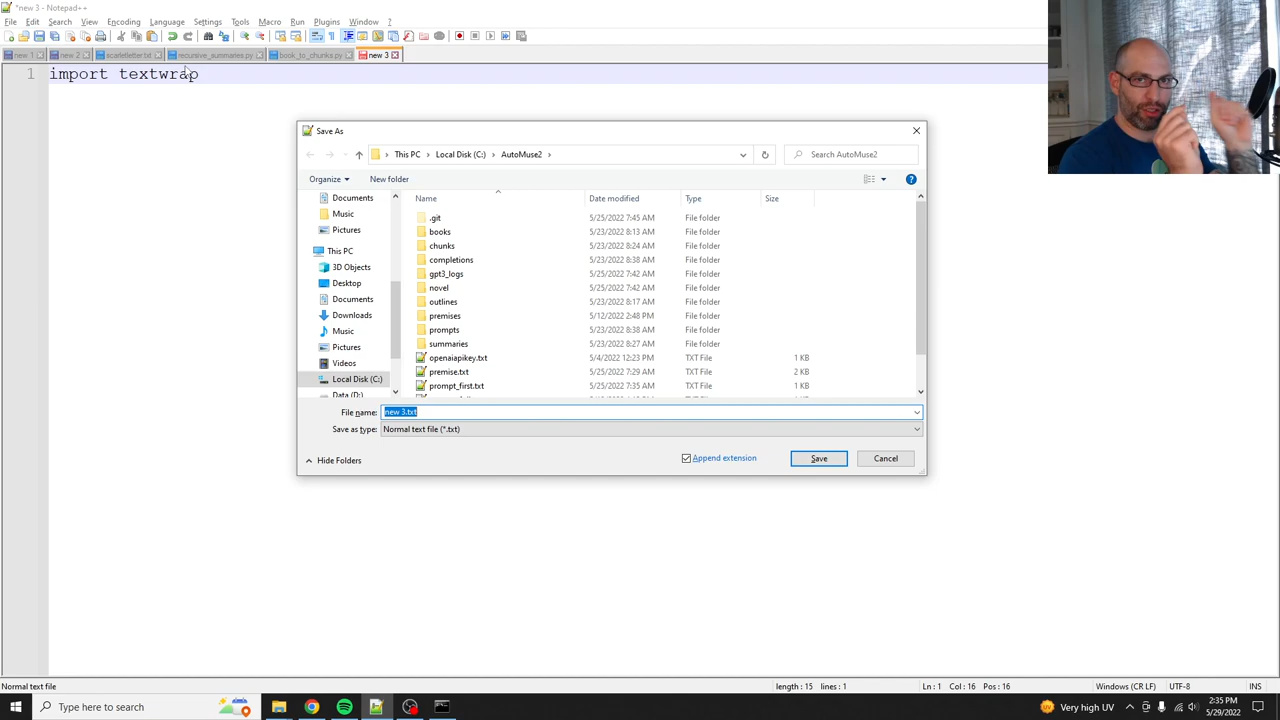 *new 3 - Notepad++
File Edit Search View Encoding Language Settings Tools Macro Run Plugins Window ?
new 1 new 2 scarletletter.txt recursive_summaries.py book_to_chunks.py new 3
1 import textwrap
Save As
This PC Local Disk (C:) AutoMuse2 Search AutoMuse2
Organize New folder
Name Date modified Type Size
Documents
Music
Pictures
This PC
3D Objects
Desktop
Documents
Downloads
Music
Pictures
Videos
Local Disk (C:)
Data (D:)
.git 5/25/2022 7:45 AM File folder
books 5/23/2022 8:13 AM File folder
chunks 5/23/2022 8:24 AM File folder
completions 5/23/2022 8:38 AM File folder
gpt3_logs 5/25/2022 7:42 AM File folder
novel 5/25/2022 7:42 AM File folder
outlines 5/23/2022 8:17 AM File folder
premises 5/12/2022 2:48 PM File folder
prompts 5/23/2022 8:38 AM File folder
summaries 5/23/2022 8:27 AM File folder
openaiapikey.txt 5/4/2022 12:23 PM TXT File 1 KB
premise.txt 5/25/2022 7:29 AM TXT File 2 KB
prompt_first.txt 5/25/2022 7:35 AM TXT File 1 KB
File name: new 3.txt
Save as type: Normal text file (*.txt)
Hide Folders Append extension Save Cancel
Normal text file length : 15 lines : 1 Ln : 1 Col : 16 Pos : 16 Windows (CR LF) UTF-8 INS
Type here to search Very high UV 2:35 PM
5/29/2022